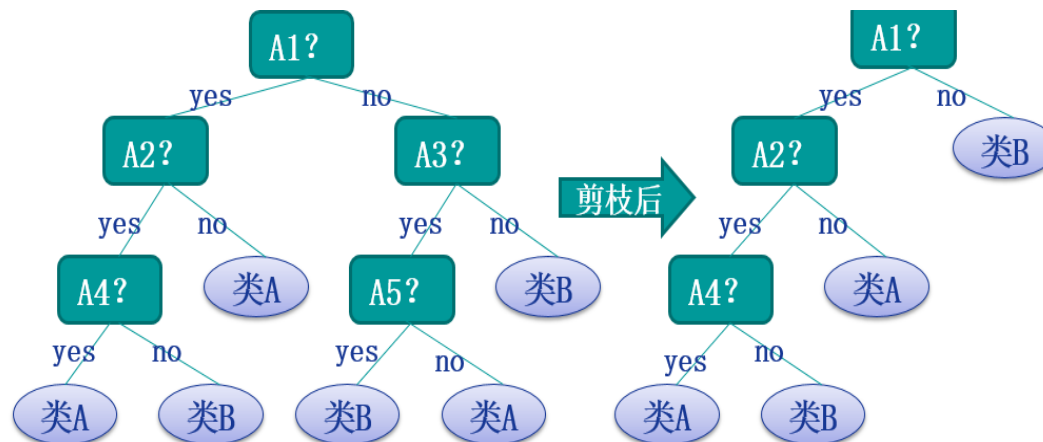 A1?
A1?
yes
no
yes
no
A2?
A3?
A2?
类B
剪枝后
yes
no
yes
no
yes
no
A4?
类A
A5?
类B
A4?
类A
yes
no
yes
no
yes
no
类A
类B
类B
类A
类A
类B